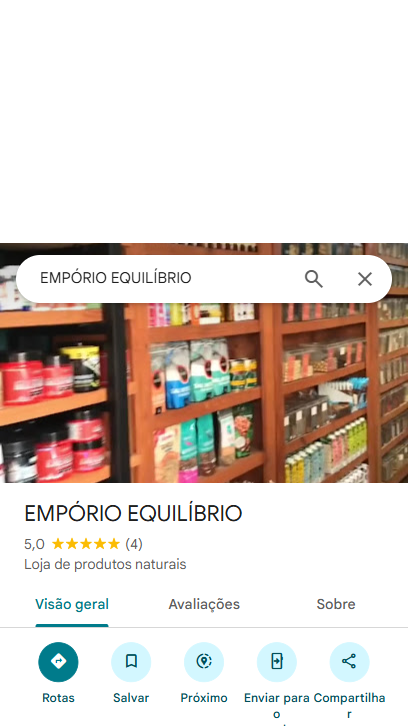 EMPÓRIO EQUILÍBRIO
EMPÓRIO EQUILÍBRIO
5,0 ★★★★★ (4)
Loja de produtos naturais
Visão geral Avaliações Sobre
Rotas Salvar Próximo Enviar para o Compartilhar